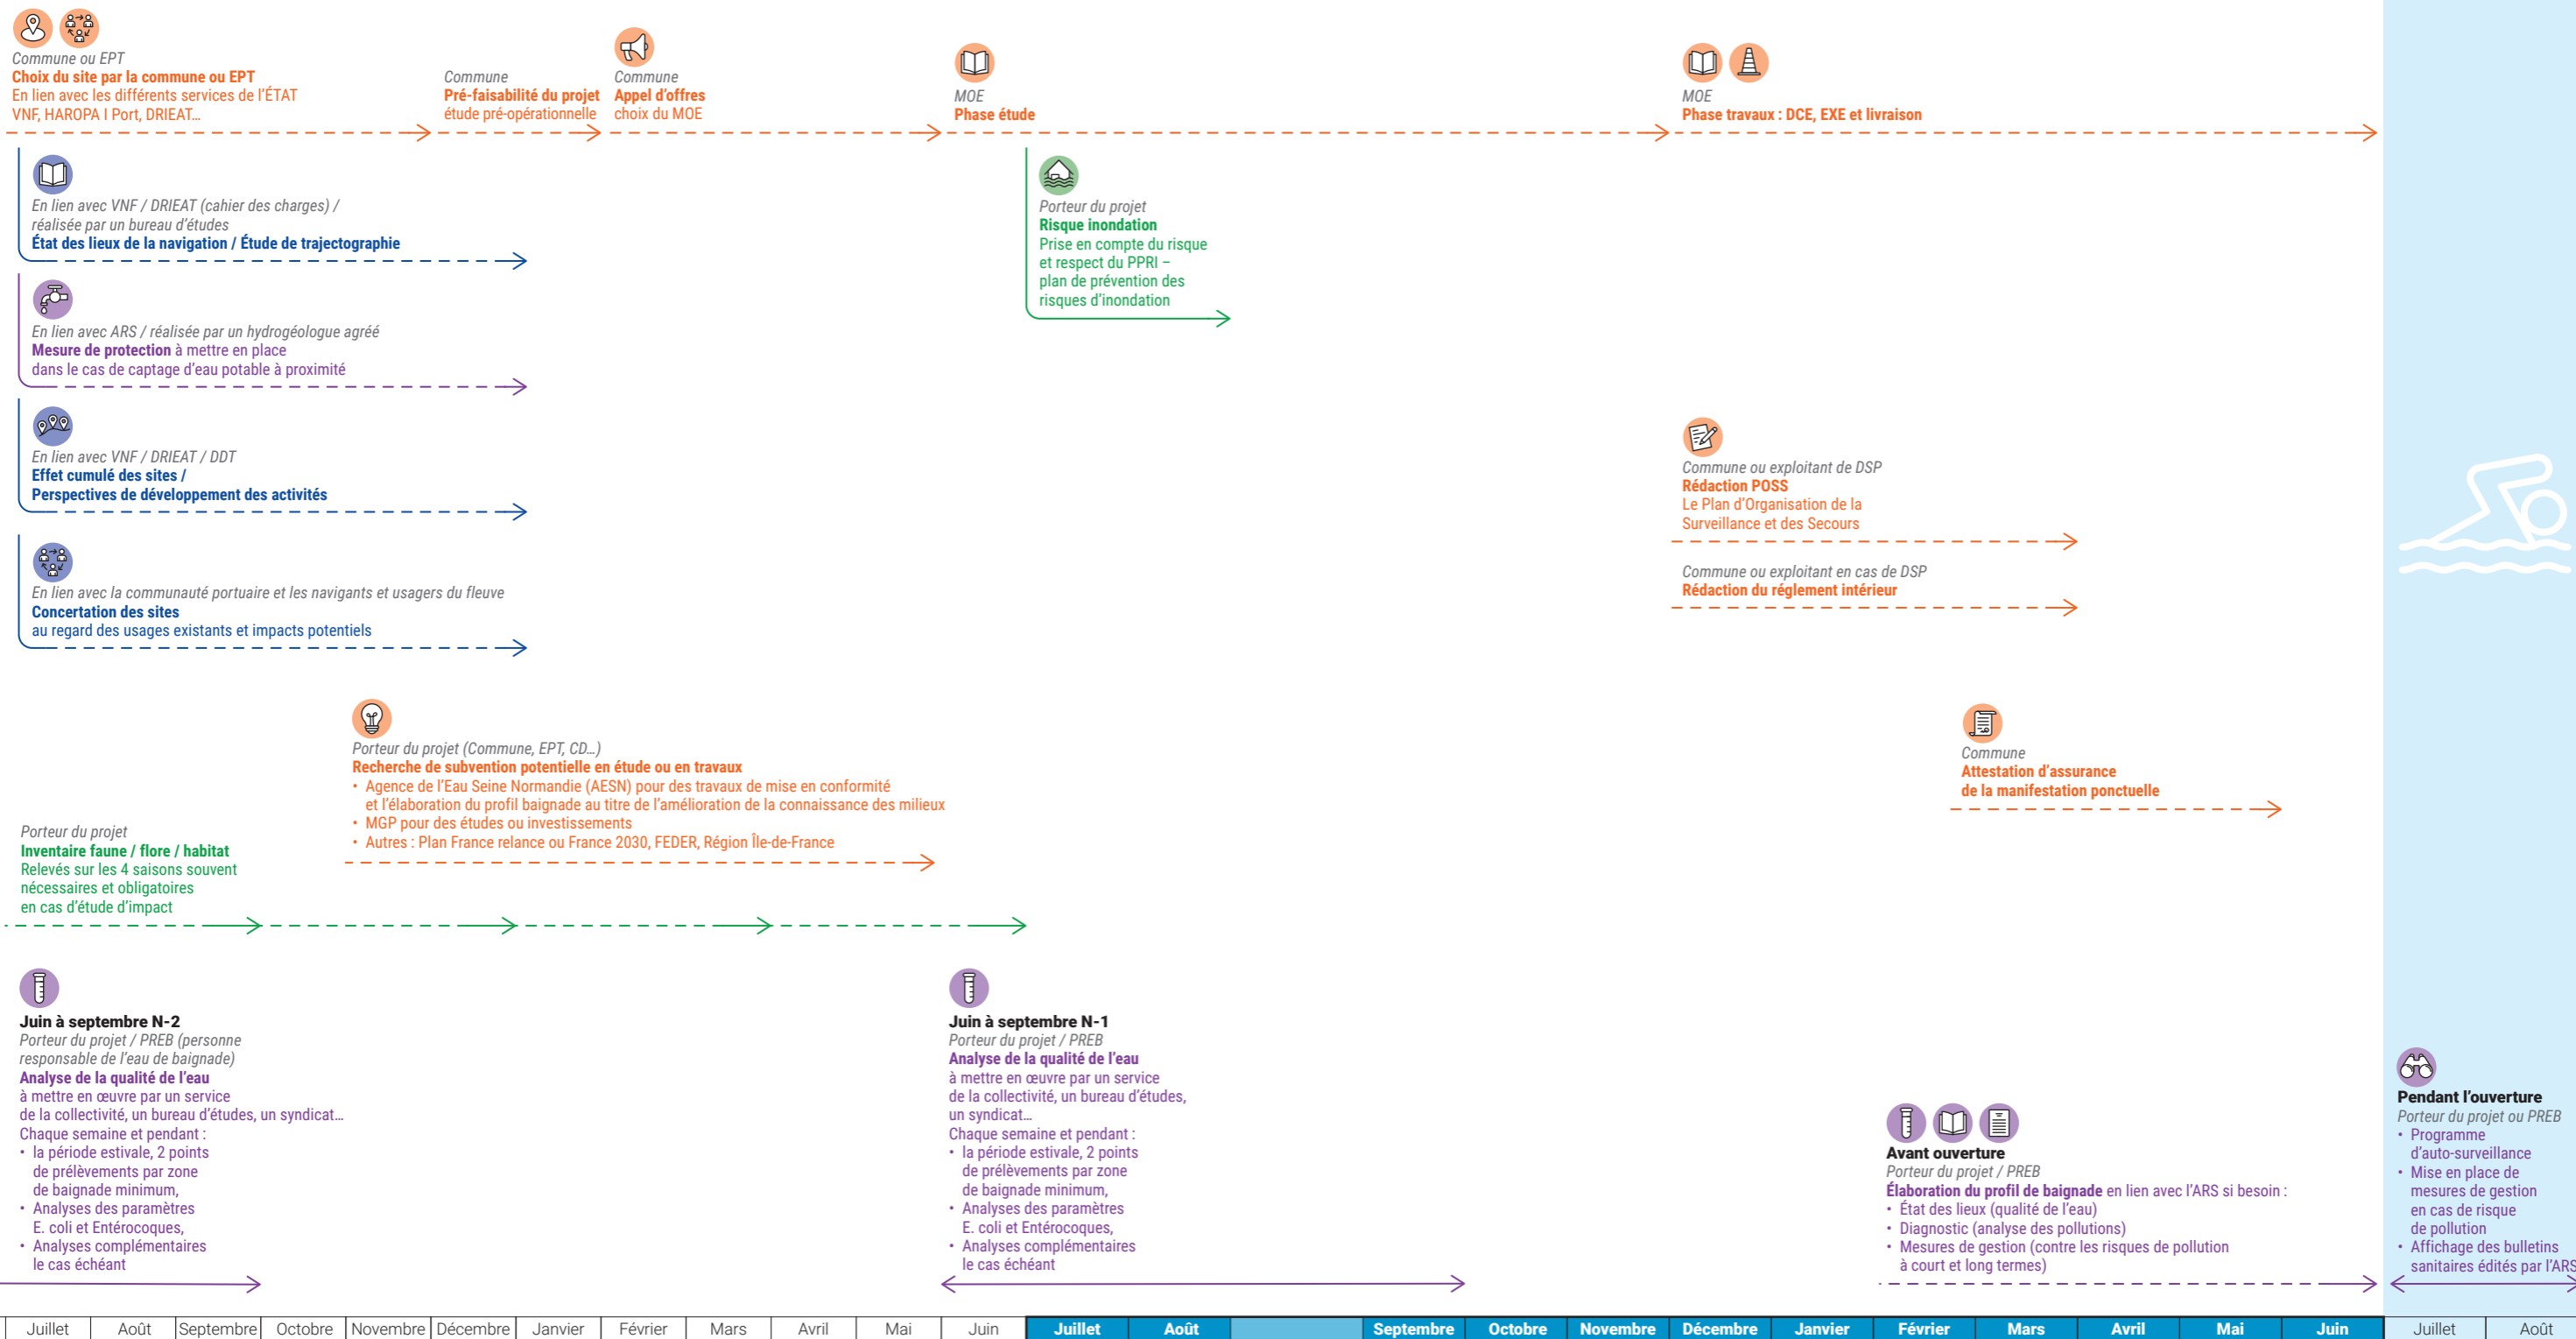 Commune ou EPT
Choix du site par la commune ou EPT
En lien avec les différents services de l'ÉTAT
VNF, HAROPA I Port, DRIEAT...
Commune
Pré-faisabilité du projet
étude pré-opérationnelle
Commune
Appel d'offres
choix du MOE
MOE
Phase étude
MOE
Phase travaux : DCE, EXE et livraison
En lien avec VNF / DRIEAT (cahier des charges) /
réalisée par un bureau d'études
État des lieux de la navigation / Étude de trajectographie
Porteur du projet
Risque inondation
Prise en compte du risque
et respect du PPRI –
plan de prévention des
risques d'inondation
En lien avec ARS / réalisée par un hydrogéologue agréé
Mesure de protection à mettre en place
dans le cas de captage d'eau potable à proximité
En lien avec VNF / DRIEAT / DDT
Effet cumulé des sites /
Perspectives de développement des activités
Commune ou exploitant de DSP
Rédaction POSS
Le Plan d'Organisation de la
Surveillance et des Secours
Commune ou exploitant en cas de DSP
Rédaction du réglement intérieur
En lien avec la communauté portuaire et les navigants et usagers du fleuve
Concertation des sites
au regard des usages existants et impacts potentiels
Porteur du projet (Commune, EPT, CD...)
Recherche de subvention potentielle en étude ou en travaux
• Agence de l'Eau Seine Normandie (AESN) pour des travaux de mise en conformité
et l'élaboration du profil baignade au titre de l'amélioration de la connaissance des milieux
• MGP pour des études ou investissements
• Autres : Plan France relance ou France 2030, FEDER, Région Île-de-France
Commune
Attestation d'assurance
de la manifestation ponctuelle
Porteur du projet
Inventaire faune / flore / habitat
Relevés sur les 4 saisons souvent
nécessaires et obligatoires
en cas d'étude d'impact
Juin à septembre N-2
Porteur du projet / PREB (personne
responsable de l'eau de baignade)
Analyse de la qualité de l'eau
à mettre en œuvre par un service
de la collectivité, un bureau d'études, un syndicat...
Chaque semaine et pendant :
• la période estivale, 2 points
de prélèvements par zone
de baignade minimum,
• Analyses des paramètres
E. coli et Entérocoques,
• Analyses complémentaires
le cas échéant
Juin à septembre N-1
Porteur du projet / PREB
Analyse de la qualité de l'eau
à mettre en œuvre par un service
de la collectivité, un bureau d'études,
un syndicat...
Chaque semaine et pendant :
• la période estivale, 2 points
de prélèvements par zone
de baignade minimum,
• Analyses des paramètres
E. coli et Entérocoques,
• Analyses complémentaires
le cas échéant
Avant ouverture
Porteur du projet / PREB
Élaboration du profil de baignade en lien avec l'ARS si besoin :
• État des lieux (qualité de l'eau)
• Diagnostic (analyse des pollutions)
• Mesures de gestion (contre les risques de pollution
à court et long termes)
Pendant l'ouverture
Porteur du projet ou PREB
• Programme
d'auto-surveillance
• Mise en place de
mesures de gestion
en cas de risque
de pollution
• Affichage des bulletins
sanitaires édités par l'ARS
Juillet Août Septembre Octobre Novembre Décembre Janvier Février Mars Avril Mai Juin Juillet Août Septembre Octobre Novembre Décembre Janvier Février Mars Avril Mai Juin Juillet Août